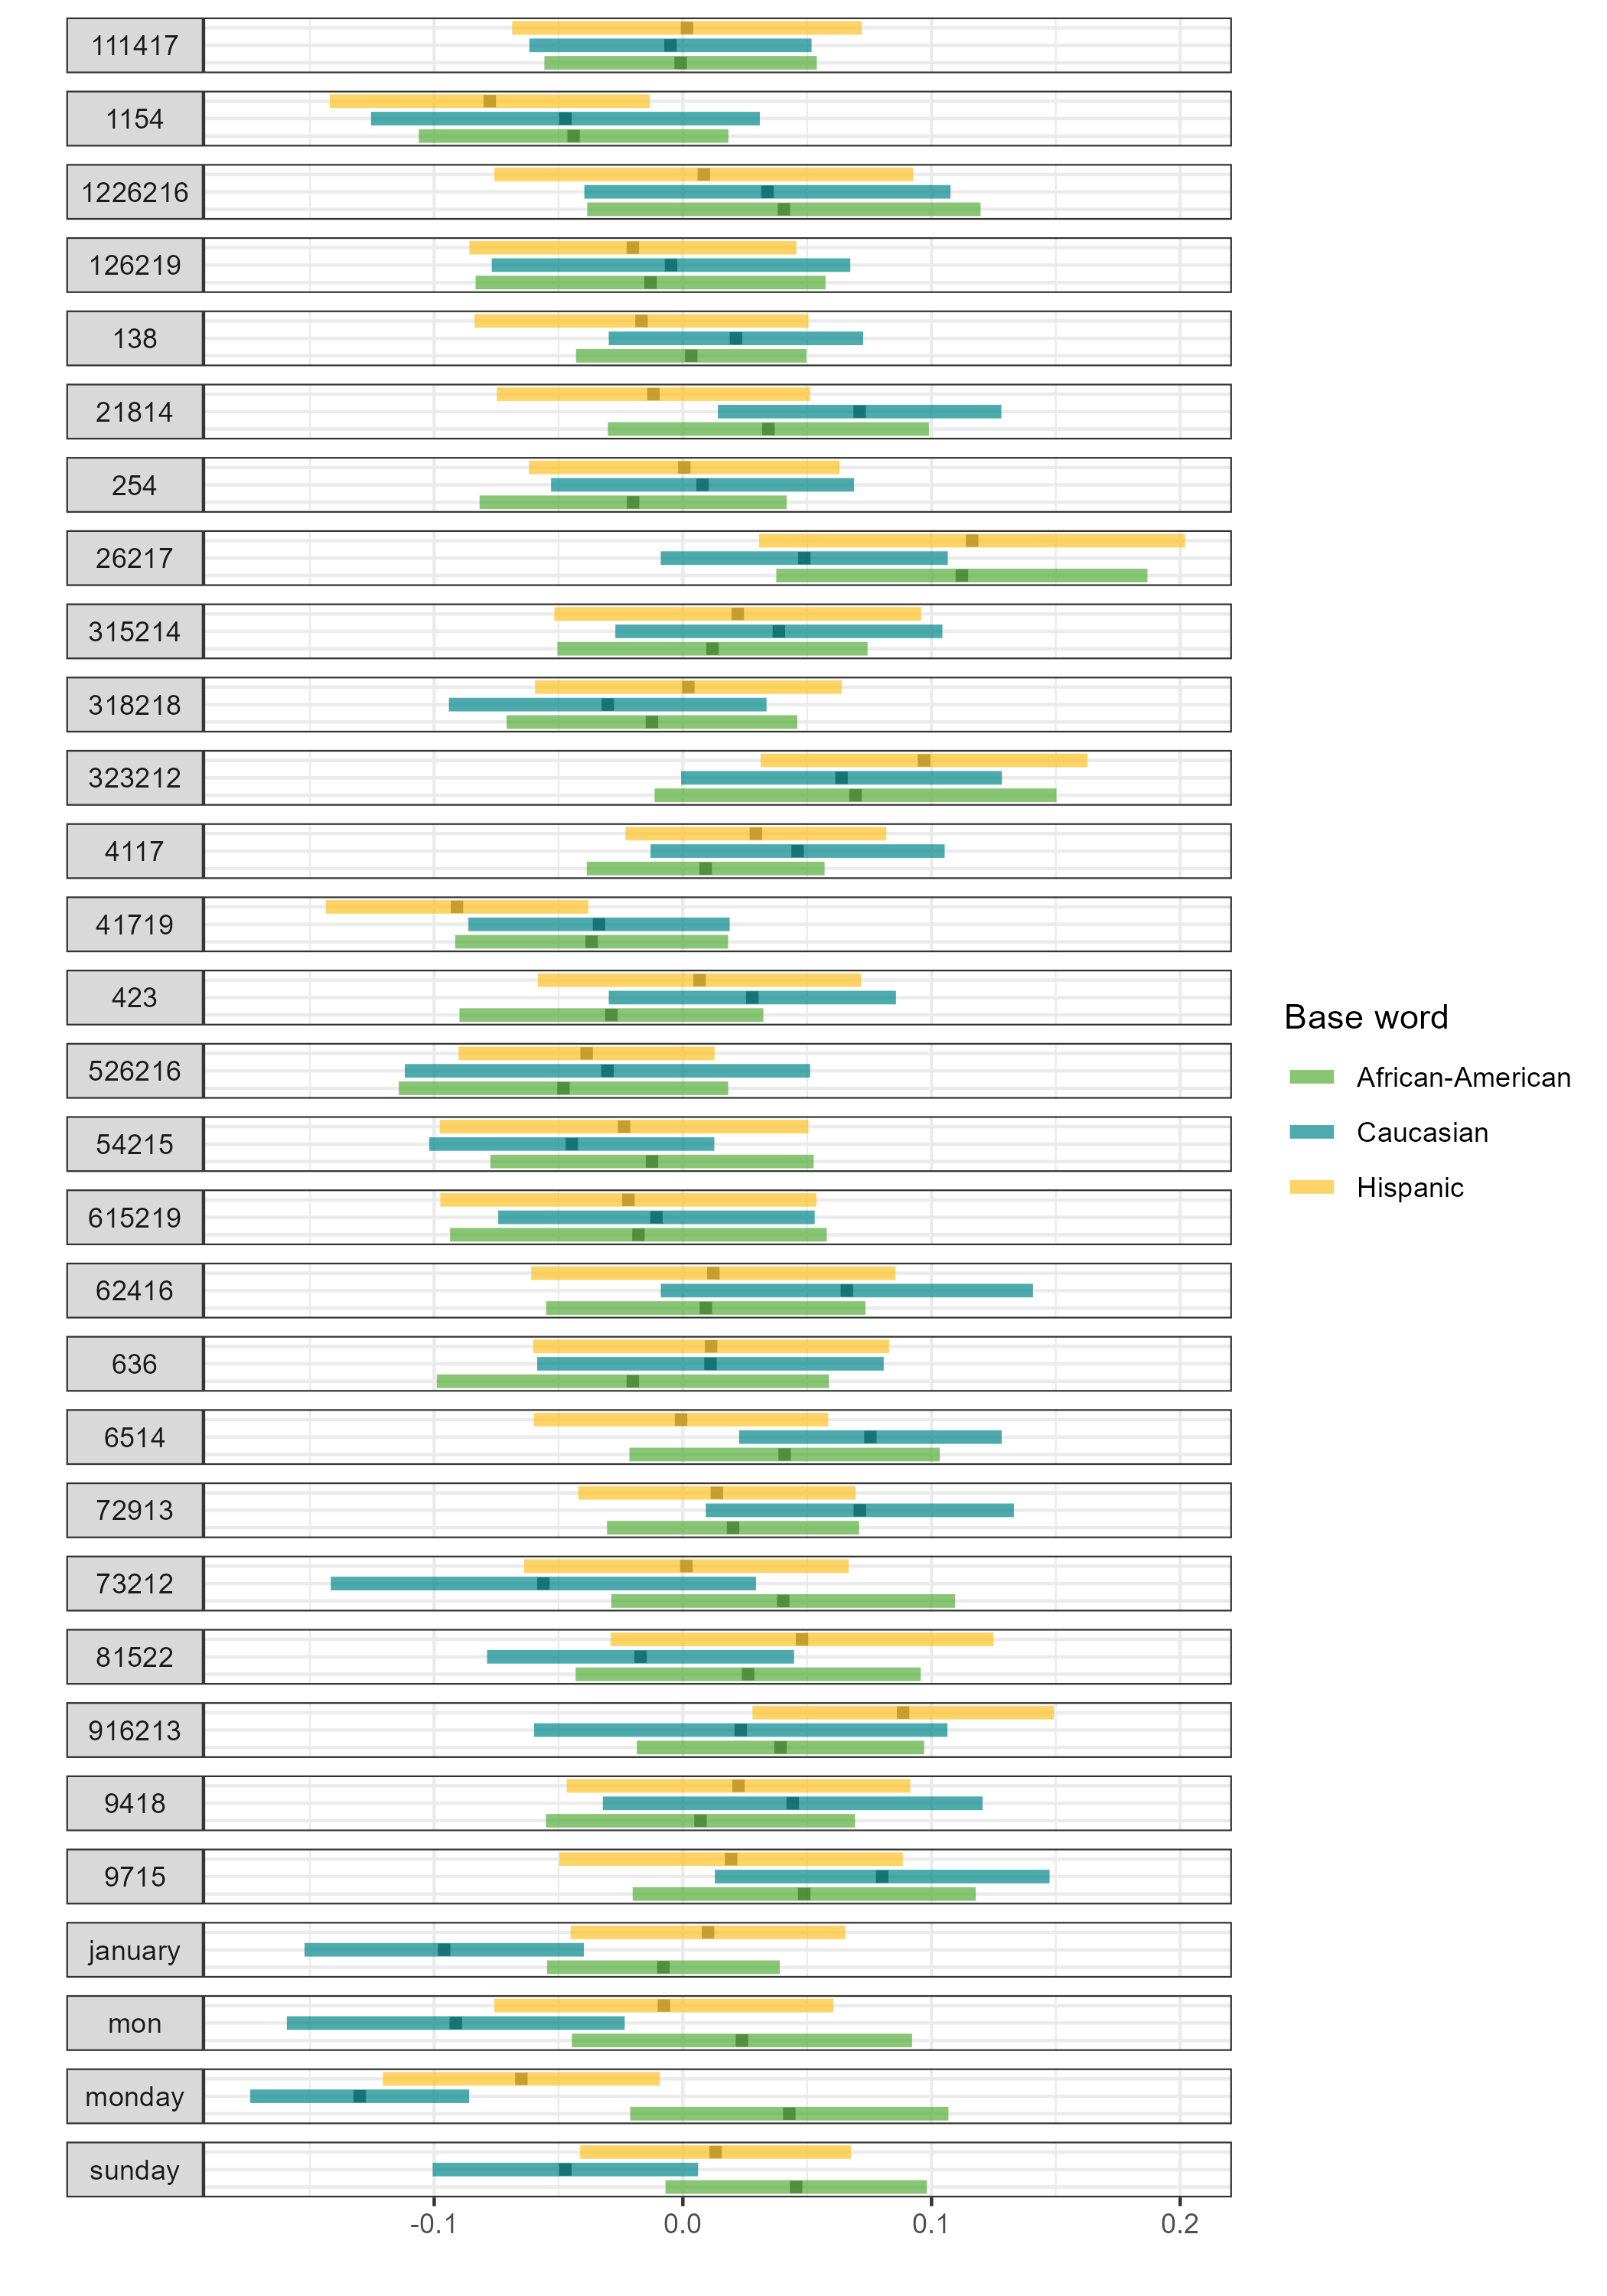 111417
1154
1226216
126219
138
21814
254
26217
315214
318218
323212
4117
41719
423
526216
Base word
African-American
Caucasian
Hispanic
54215
615219
62416
636
6514
72913
73212
81522
916213
9418
9715
january
mon
monday
sunday
-0.1 0.0 0.1 0.2